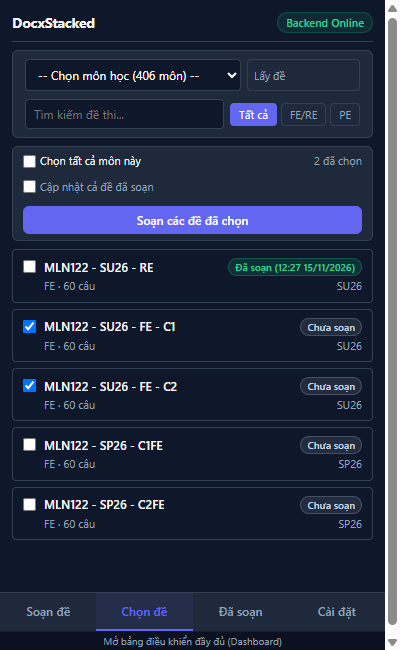 DocxStacked
Backend Online
-- Chọn môn học (406 môn) --
Lấy đề
Tìm kiếm đề thi...
Tất cả
FE/RE
PE
Chọn tất cả môn này
2 đã chọn
Cập nhật cả đề đã soạn
Soạn các đề đã chọn
MLN122 - SU26 - RE
Đã soạn (12:27 15/11/2026)
FE · 60 câu
SU26
MLN122 - SU26 - FE - C1
Chưa soạn
FE · 60 câu
SU26
MLN122 - SU26 - FE - C2
Chưa soạn
FE · 60 câu
SU26
MLN122 - SP26 - C1FE
Chưa soạn
FE · 60 câu
SP26
MLN122 - SP26 - C2FE
Chưa soạn
FE · 60 câu
SP26
Soạn đề
Chọn đề
Đã soạn
Cài đặt
Mở bảng điều khiển đầy đủ (Dashboard)